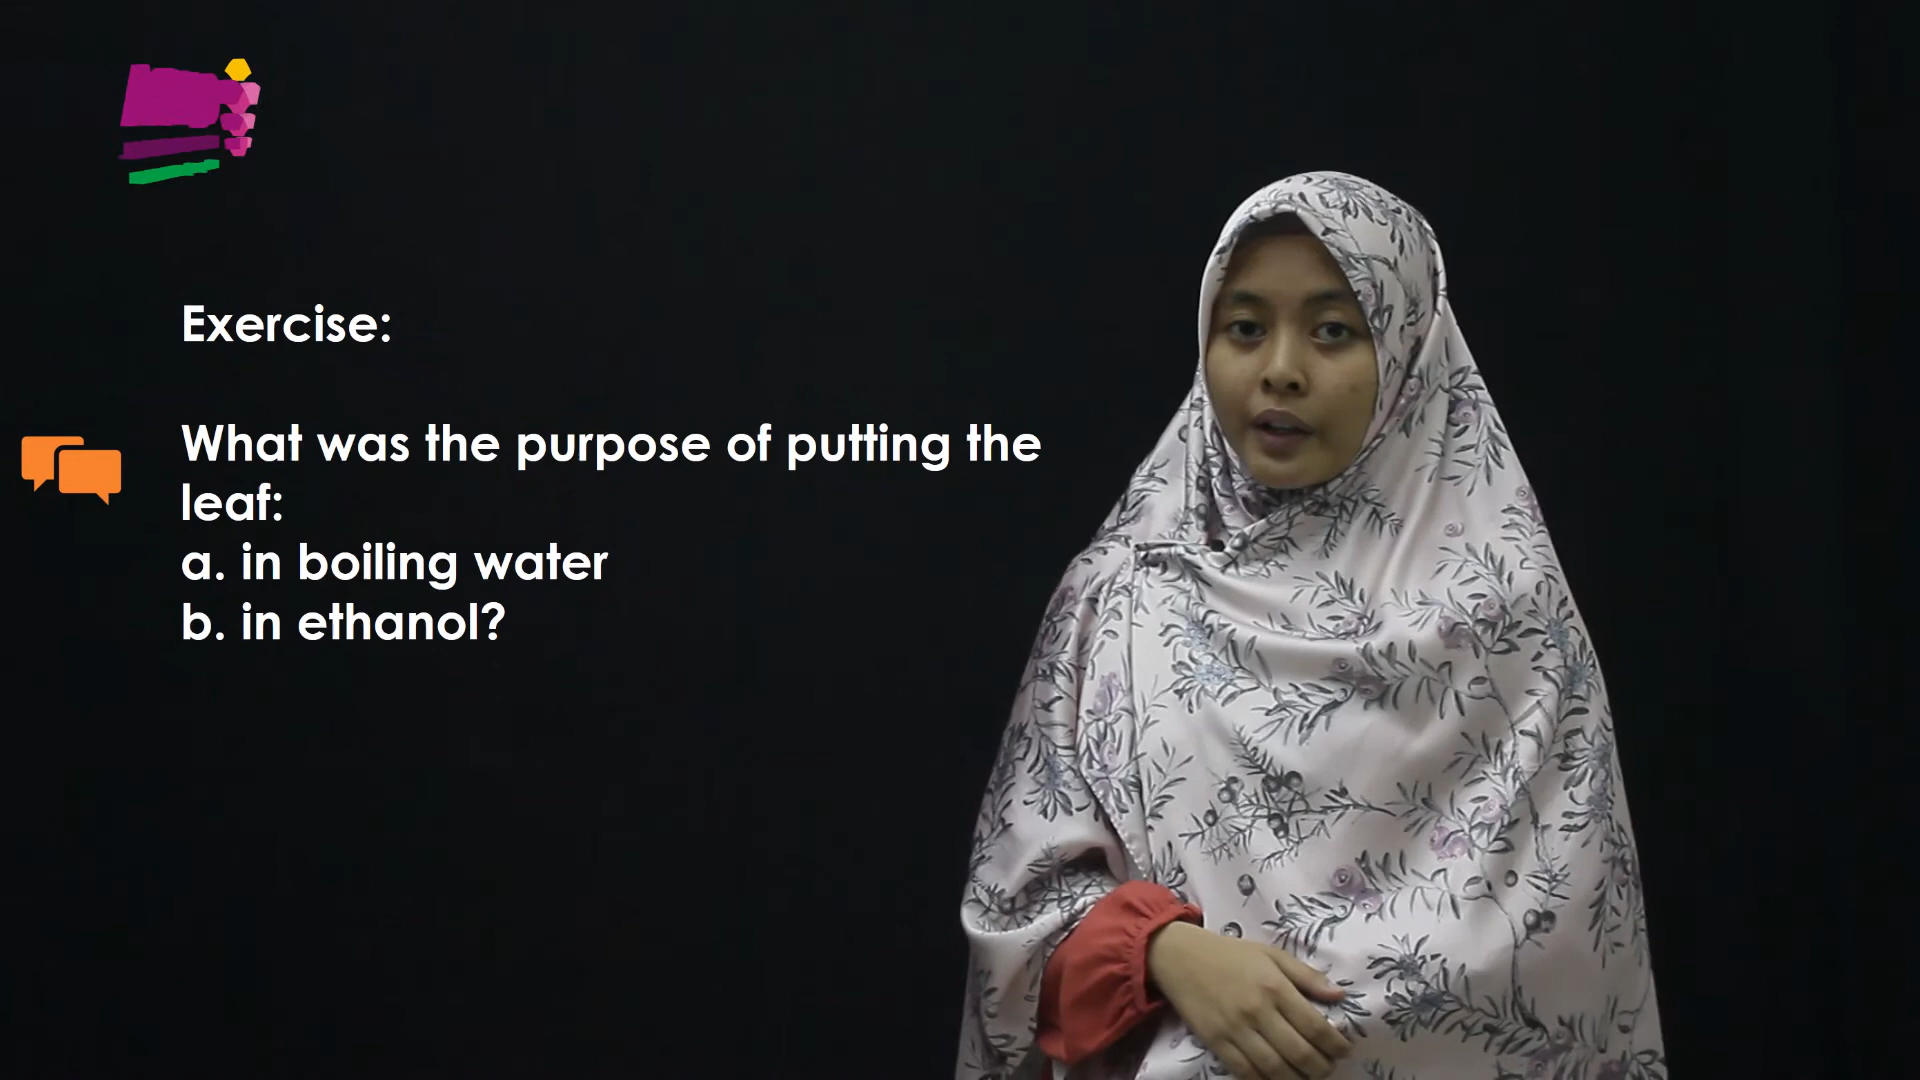 Exercise:
What was the purpose of putting the
leaf:
a. in boiling water
b. in ethanol?